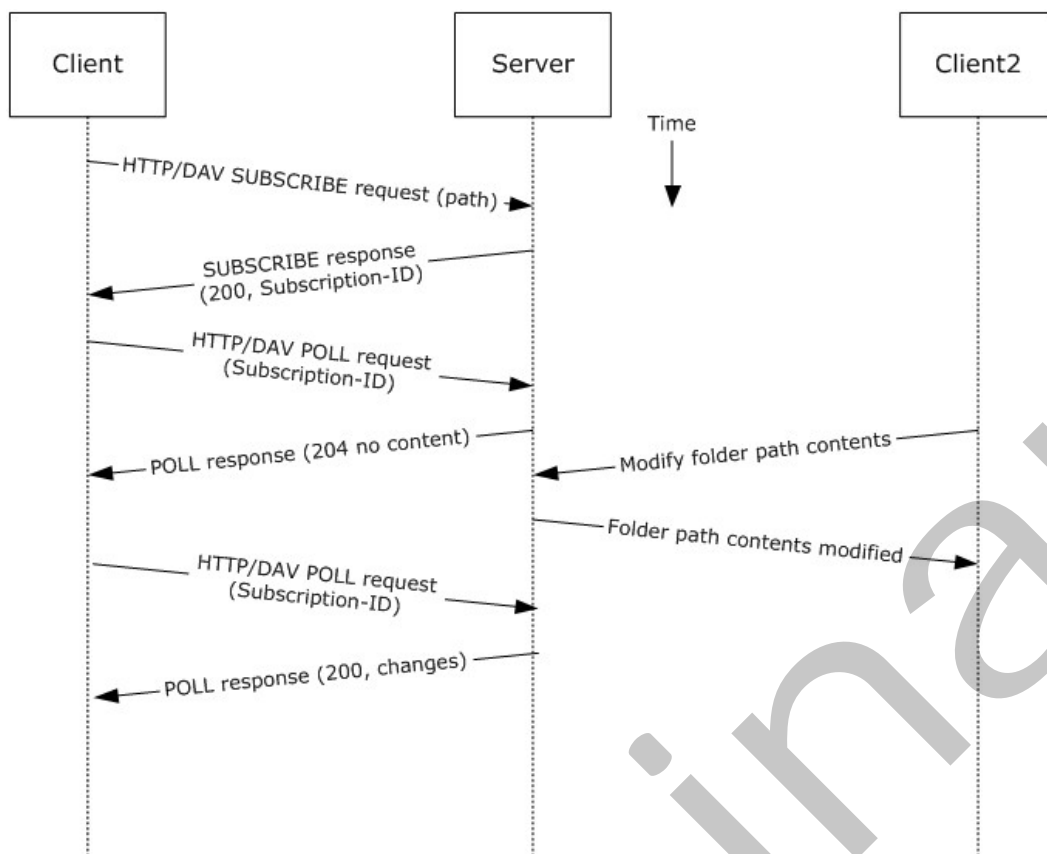 Client
Server
Client2
Time
HTTP/DAV SUBSCRIBE request (path)
SUBSCRIBE response
(200, Subscription-ID)
HTTP/DAV POLL request
(Subscription-ID)
POLL response (204 no content)
Modify folder path contents
Folder path contents modified
HTTP/DAV POLL request
(Subscription-ID)
POLL response (200, changes)